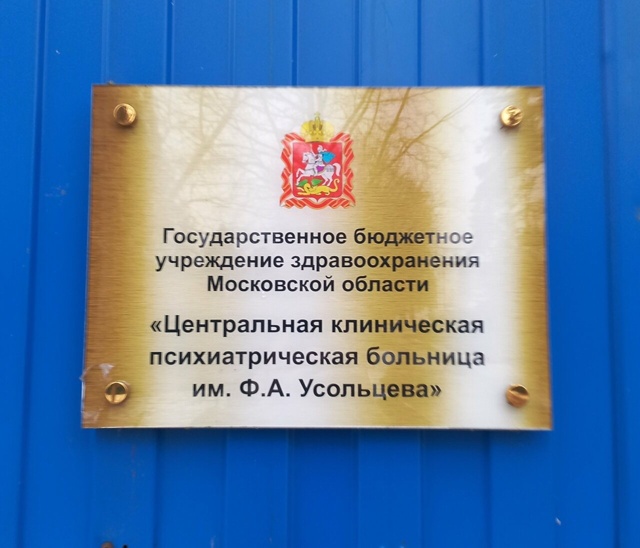 Государственное бюджетное
учреждение здравоохранения
Московской области
«Центральная клиническая
психиатрическая больница
им. Ф.А. Усольцева»